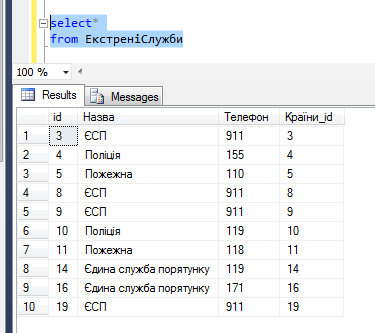 select*
from ЕкстреніСлужби
100 %
Results Messages
id Назва Телефон Країни_id
1 3 ЄСП 911 3
2 4 Поліція 155 4
3 5 Пожежна 110 5
4 8 ЄСП 911 8
5 9 ЄСП 911 9
6 10 Поліція 119 10
7 11 Пожежна 118 11
8 14 Єдина служба порятунку 119 14
9 16 Єдина служба порятунку 171 16
10 19 ЄСП 911 19